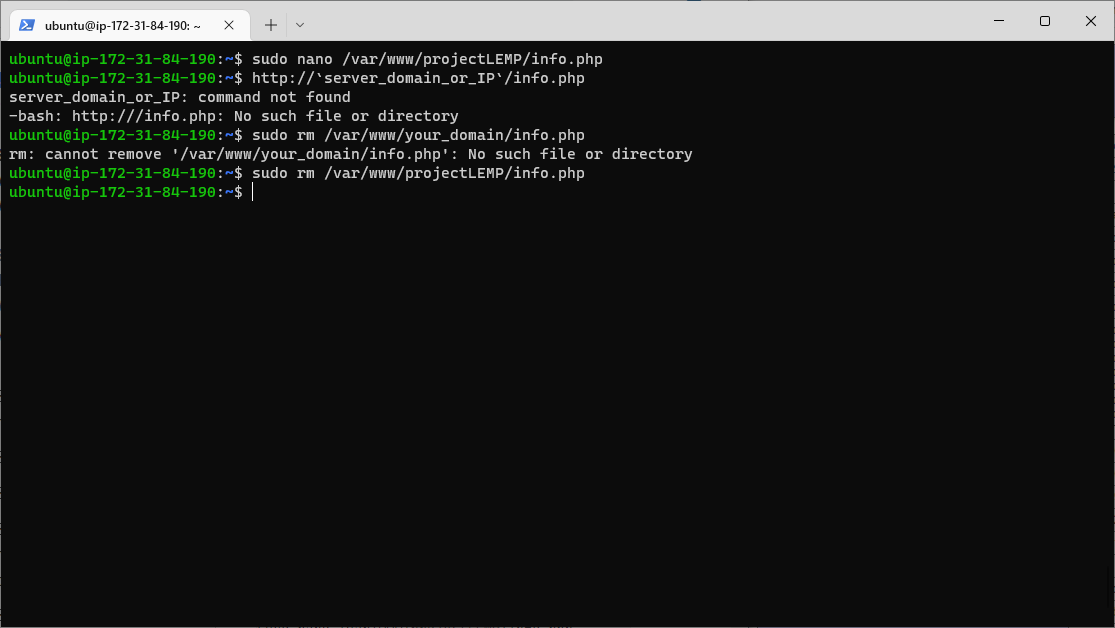 ubuntu@ip-172-31-84-190: ~
ubuntu@ip-172-31-84-190:~$ sudo nano /var/www/projectLEMP/info.php
ubuntu@ip-172-31-84-190:~$ http://`server_domain_or_IP`/info.php
server_domain_or_IP: command not found
-bash: http:///info.php: No such file or directory
ubuntu@ip-172-31-84-190:~$ sudo rm /var/www/your_domain/info.php
rm: cannot remove '/var/www/your_domain/info.php': No such file or directory
ubuntu@ip-172-31-84-190:~$ sudo rm /var/www/projectLEMP/info.php
ubuntu@ip-172-31-84-190:~$